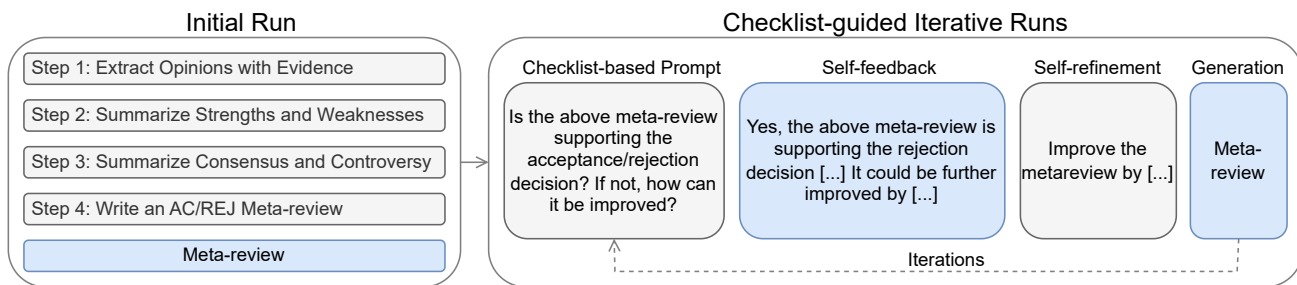 Initial Run
Step 1: Extract Opinions with Evidence
Step 2: Summarize Strengths and Weaknesses
Step 3: Summarize Consensus and Controversy
Step 4: Write an AC/REJ Meta-review
Meta-review
Checklist-guided Iterative Runs
Checklist-based Prompt
Is the above meta-review
supporting the
acceptance/rejection
decision? If not, how can
it be improved?
Self-feedback
Yes, the above meta-review is
supporting the rejection
decision [...] It could be further
improved by [...]
Self-refinement
Improve the
metareview by [...]
Generation
Meta-
review
Iterations